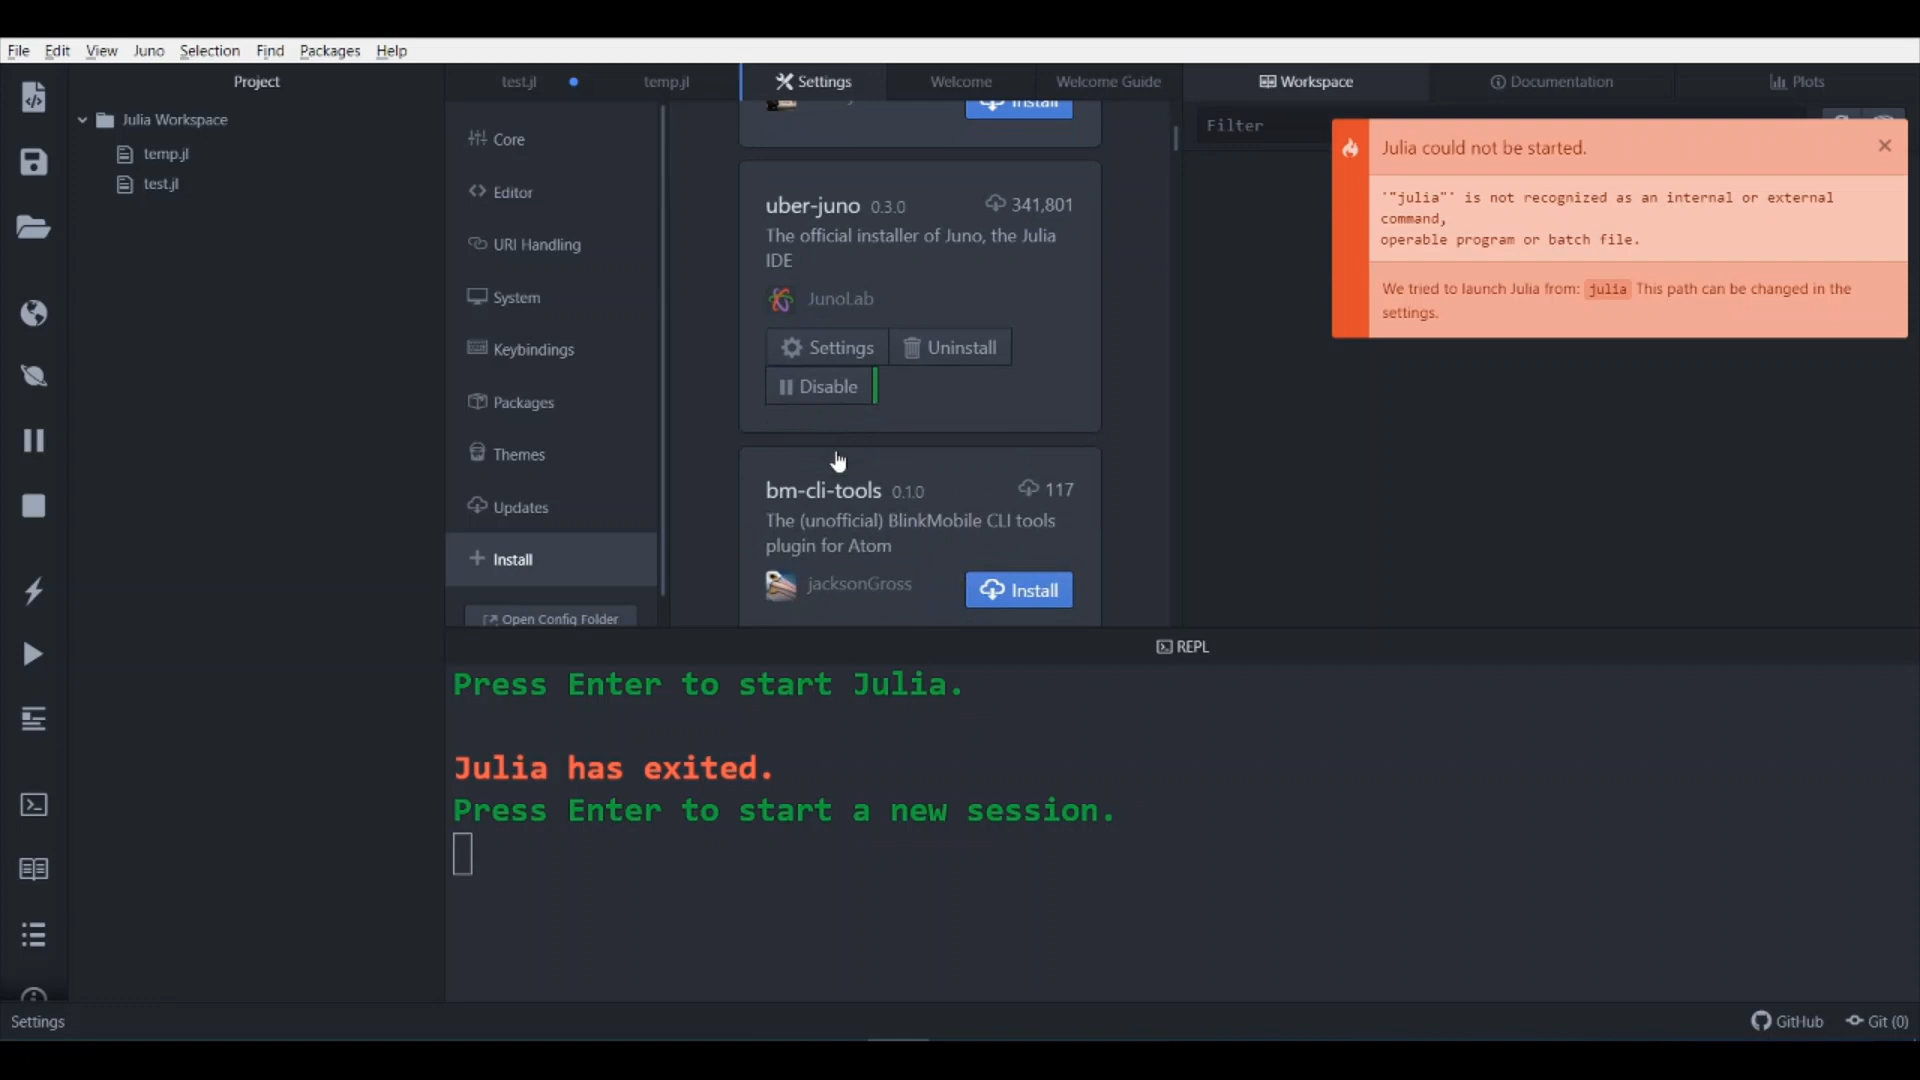 File Edit View Juno Selection Find Packages Help
Project
test.jl
temp.jl
Settings
Welcome
Welcome Guide
Workspace
Documentation
Plots
Julia Workspace
temp.jl
test.jl
Core
Editor
URI Handling
System
Keybindings
Packages
Themes
Updates
Install
Open Config Folder
Install
uber-juno 0.3.0
341,801
The official installer of Juno, the Julia
IDE
JunoLab
Settings
Uninstall
Disable
bm-cli-tools 0.1.0
117
The (unofficial) BlinkMobile CLI tools
plugin for Atom
jacksonGross
Install
Filter
Julia could not be started.
'"julia"' is not recognized as an internal or external
command,
operable program or batch file.
We tried to launch Julia from: julia This path can be changed in the
settings.
REPL
Press Enter to start Julia.
Julia has exited.
Press Enter to start a new session.
Settings
GitHub
Git (0)